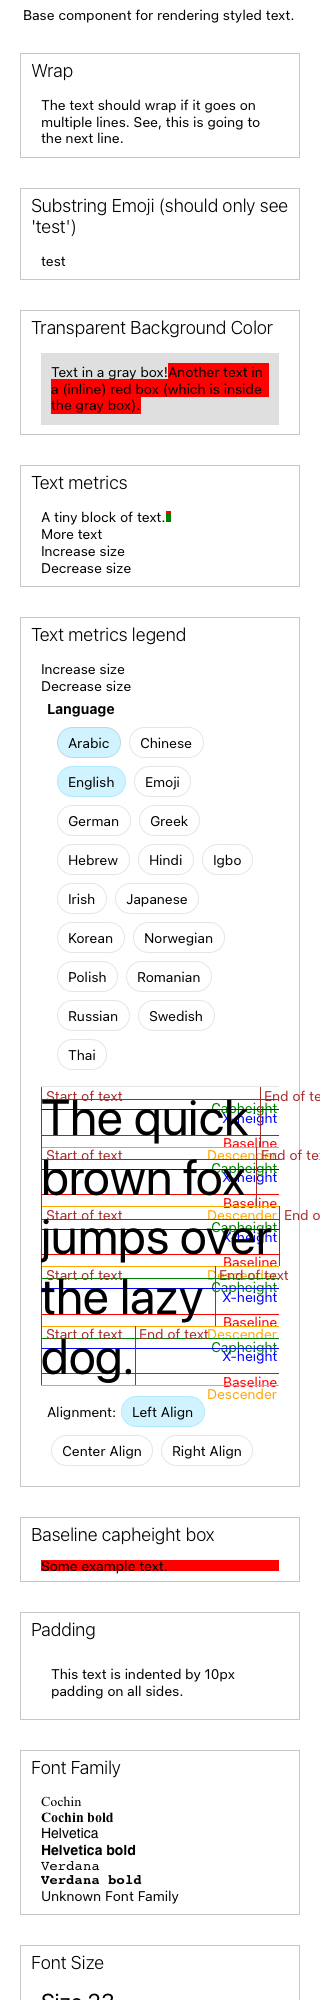 Base component for rendering styled text.
Wrap
The text should wrap if it goes on
multiple lines. See, this is going to
the next line.
Substring Emoji (should only see
'test')
test
Transparent Background Color
Text in a gray box!Another text in
a (inline) red box (which is inside
the gray box).
Text metrics
A tiny block of text.
More text
Increase size
Decrease size
Text metrics legend
Increase size
Decrease size
Language
Arabic Chinese
English Emoji
German Greek
Hebrew Hindi Igbo
Irish Japanese
Korean Norwegian
Polish Romanian
Russian Swedish
Thai
Start of text End of te
Capheight
X-height
The quick
Baseline
Descender
Start of text End of tex
Capheight
X-height
brown fox
Baseline
Descender
Start of text End o
Capheight
X-height
jumps over
Baseline
Descender
Start of text End of text
Capheight
X-height
the lazy
Baseline
Descender
Start of text End of text
Capheight
X-height
dog.
Baseline
Descender
Alignment: Left Align
Center Align Right Align
Baseline capheight box
Some example text.
Padding
This text is indented by 10px
padding on all sides.
Font Family
Cochin
Cochin bold
Helvetica
Helvetica bold
Verdana
Verdana bold
Unknown Font Family
Font Size
Size 23